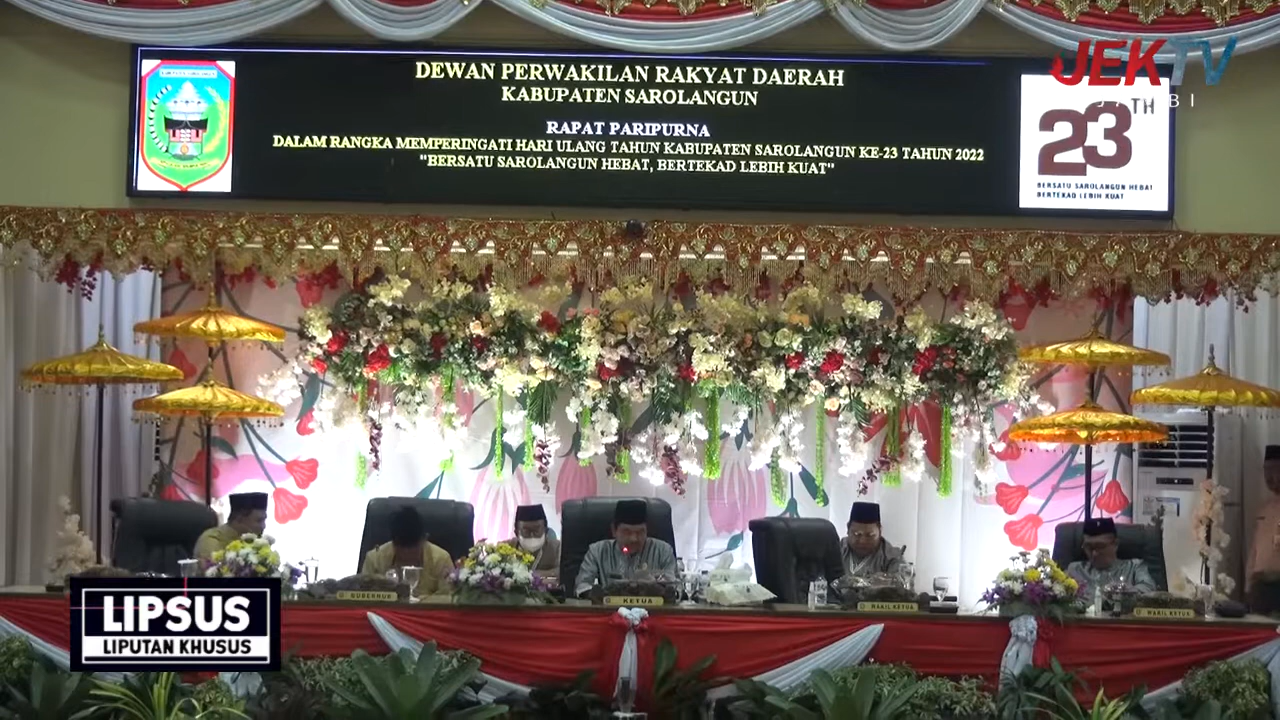 DEWAN PERWAKILAN RAKYAT DAERAH
KABUPATEN SAROLANGUN
RAPAT PARIPURNA
DALAM RANGKA MEMPERINGATI HARI ULANG TAHUN KABUPATEN SAROLANGUN KE-23 TAHUN 2022
"BERSATU SAROLANGUN HEBAT, BERTEKAD LEBIH KUAT"
JEKTV
23TH
BERSATU SAROLANGUN HEBAT
BERTEKAD LEBIH KUAT
GUBERNUR
KETUA
WAKIL KETUA
WAKIL KETUA
LIPSUS
LIPUTAN KHUSUS